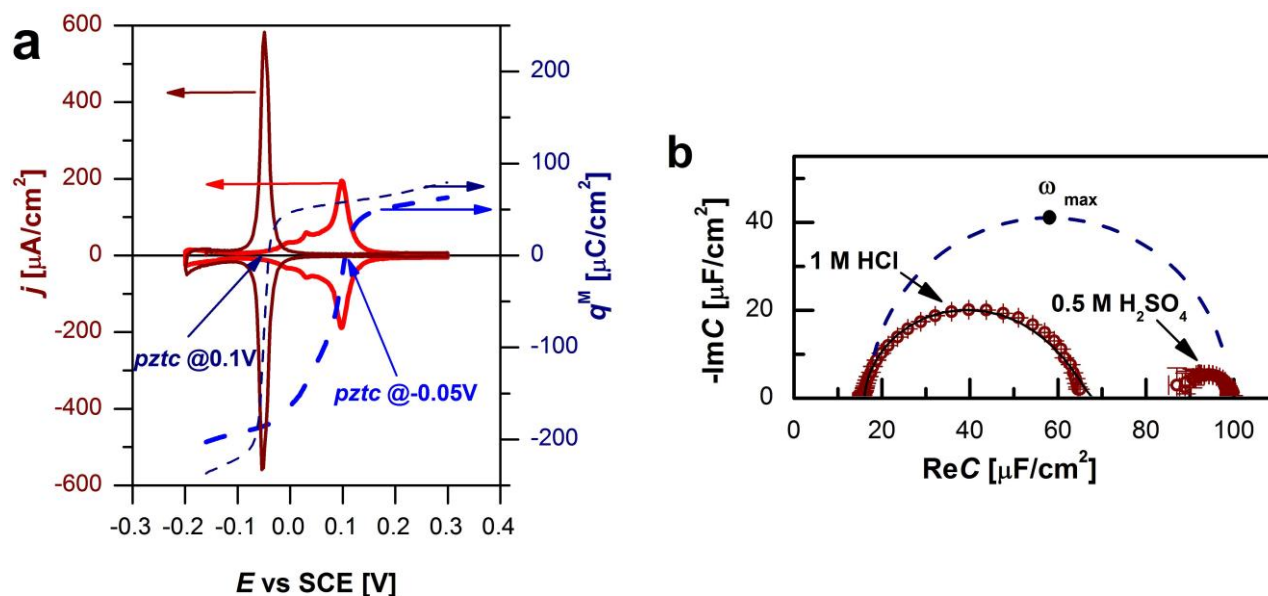 a
600
400
200
0
-200
-400
-600
j [μA/cm²]
200
100
0
-100
-200
qᴹ [μC/cm²]
pztc @0.1V
pztc @-0.05V
-0.3 -0.2 -0.1 0.0 0.1 0.2 0.3 0.4
E vs SCE [V]
b
ω max
1 M HCl
0.5 M H₂SO₄
40
20
0
-ImC [μF/cm²]
0 20 40 60 80 100
ReC [μF/cm²]